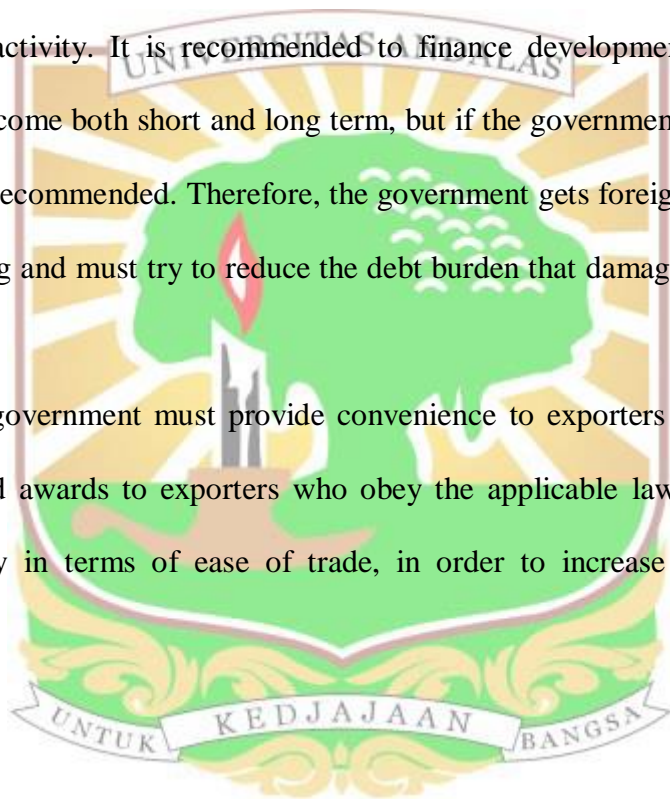 activity. It is recommended to finance developmen
UNIVERSITAS ANDALAS
come both short and long term, but if the governmen
recommended. Therefore, the government gets foreig
g and must try to reduce the debt burden that damag
government must provide convenience to exporters
d awards to exporters who obey the applicable law
y in terms of ease of trade, in order to increase
UNTUK KEDJAJAAN BANGSA